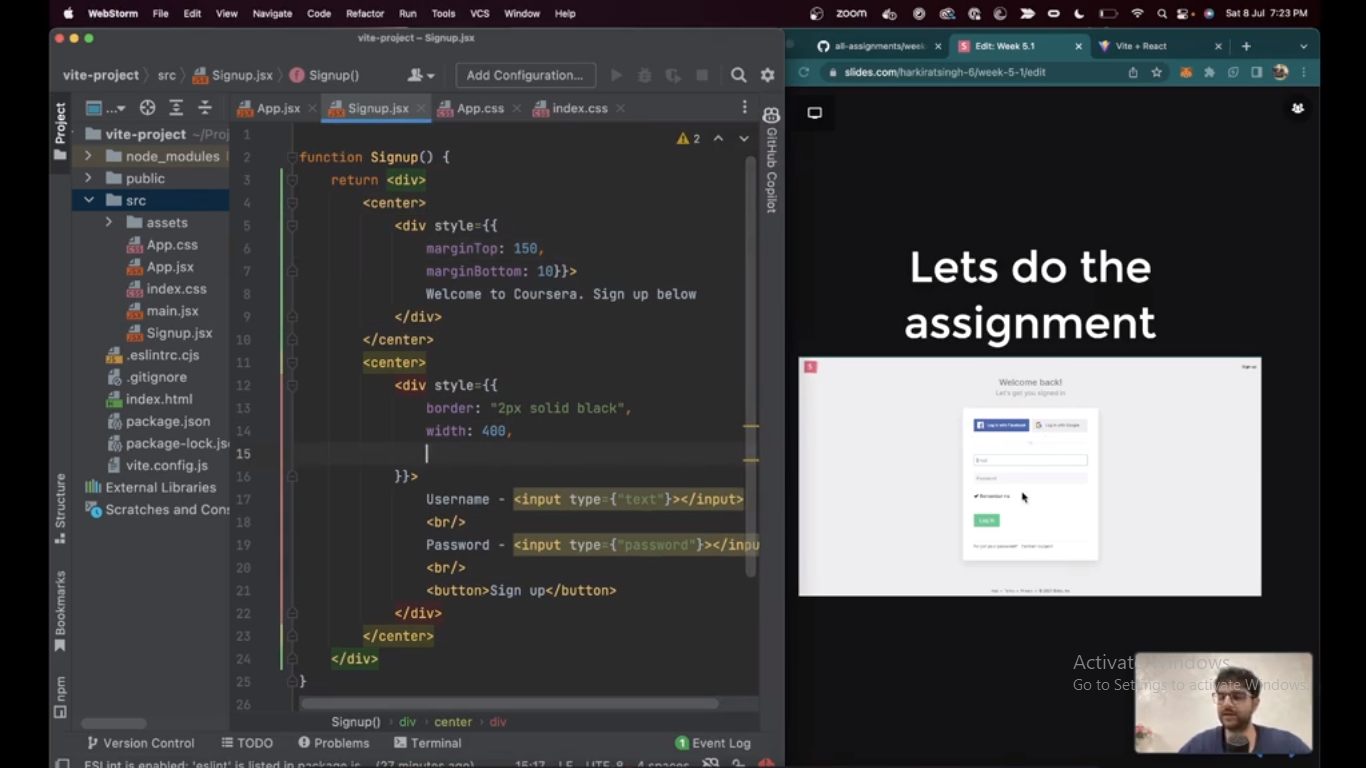 WebStorm File Edit View Navigate Code Refactor Run Tools VCS Window Help
zoom
Sat 8 Jul 7:23 PM
vite-project – Signup.jsx
vite-project src Signup.jsx Signup()
Add Configuration...
all-assignments/week
Edit: Week 5.1
Vite + React
slides.com/harkiratsingh-6/week-5-1/edit
Project
App.jsx
Signup.jsx
App.css
index.css
vite-project ~/Proj
node_modules
public
src
assets
App.css
App.jsx
index.css
main.jsx
Signup.jsx
.eslintrc.cjs
.gitignore
index.html
package.json
package-lock.js
vite.config.js
External Libraries
Scratches and Con
Structure
Bookmarks
npm
2
GitHub Copilot
1
2 function Signup() {
3 return <div>
4 <center>
5 <div style={{
6 marginTop: 150,
7 marginBottom: 10}}>
8 Welcome to Coursera. Sign up below
9 </div>
10 </center>
11 <center>
12 <div style={{
13 border: "2px solid black",
14 width: 400,
15
16 }}>
17 Username - <input type={"text"}></input>
18 <br/>
19 Password - <input type={"password"}></inpu
20 <br/>
21 <button>Sign up</button>
22 </div>
23 </center>
24 </div>
25 }
26
Signup() div center div
Version Control TODO Problems Terminal
1 Event Log
ESLint is enabled: 'eslint' is listed in package.js... (27 minutes ago)
15:17 LF UTF-8 4 spaces
Lets do the
assignment
S
Sign up
Welcome back!
Let's get you signed in
Log in with Facebook
Log in with Google
Email
Password
Remember me
Log in
Forgot your password? Contact support
Activate Windows
Go to Settings to activate Windows.